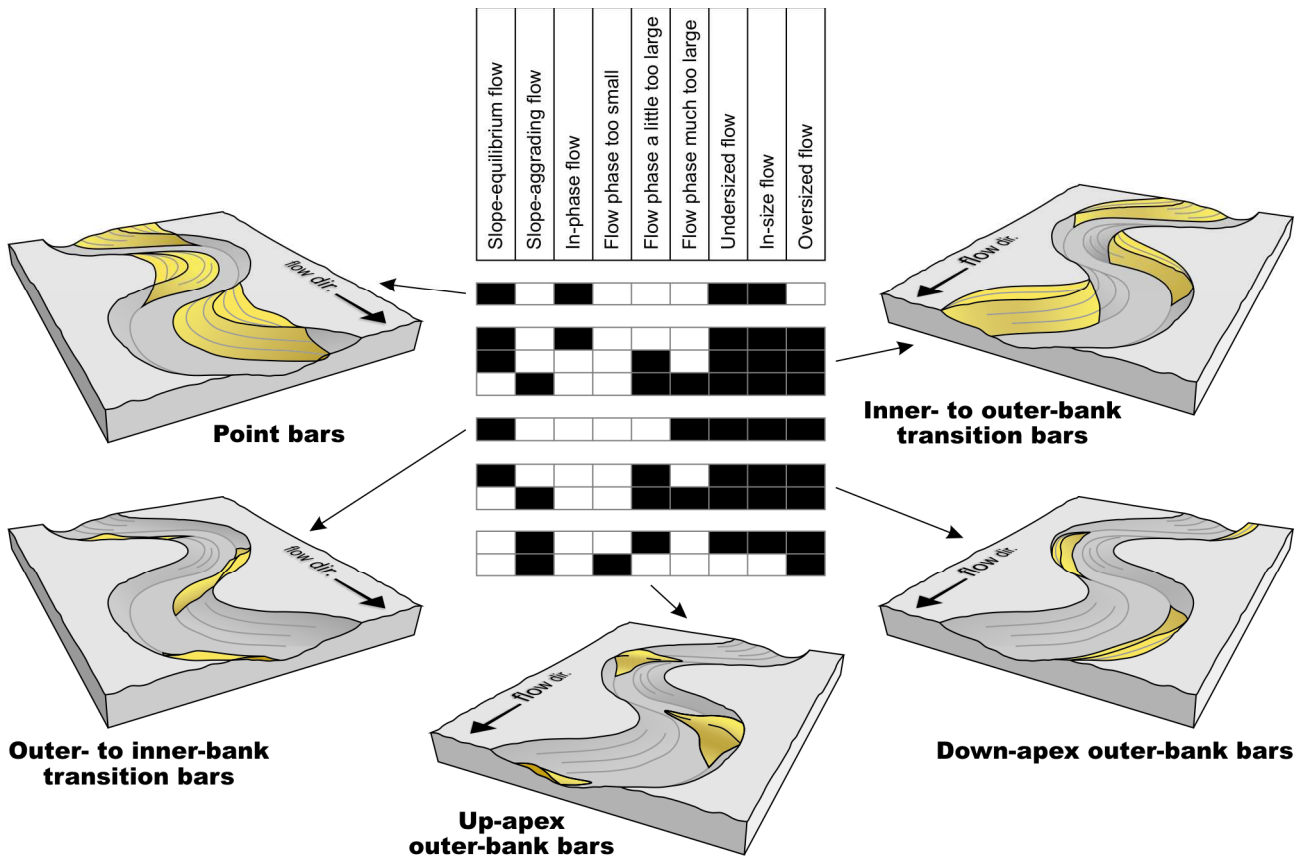 Slope-equilibrium flow
Slope-aggrading flow
In-phase flow
Flow phase too small
Flow phase a little too large
Flow phase much too large
Undersized flow
In-size flow
Oversized flow
flow dir.
Point bars
flow dir.
Inner- to outer-bank
transition bars
flow dir.
Outer- to inner-bank
transition bars
flow dir.
Up-apex
outer-bank bars
flow dir.
Down-apex outer-bank bars